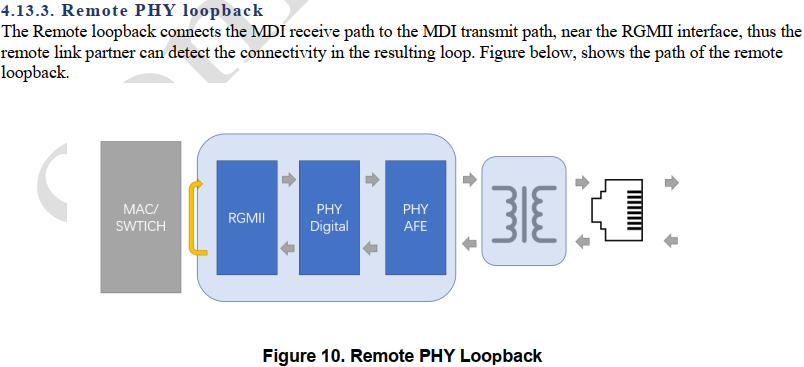 4.13.3. Remote PHY loopback
The Remote loopback connects the MDI receive path to the MDI transmit path, near the RGMII interface, thus the
remote link partner can detect the connectivity in the resulting loop. Figure below, shows the path of the remote
loopback.
MAC/
SWTICH
RGMII
PHY
Digital
PHY
AFE
Figure 10. Remote PHY Loopback